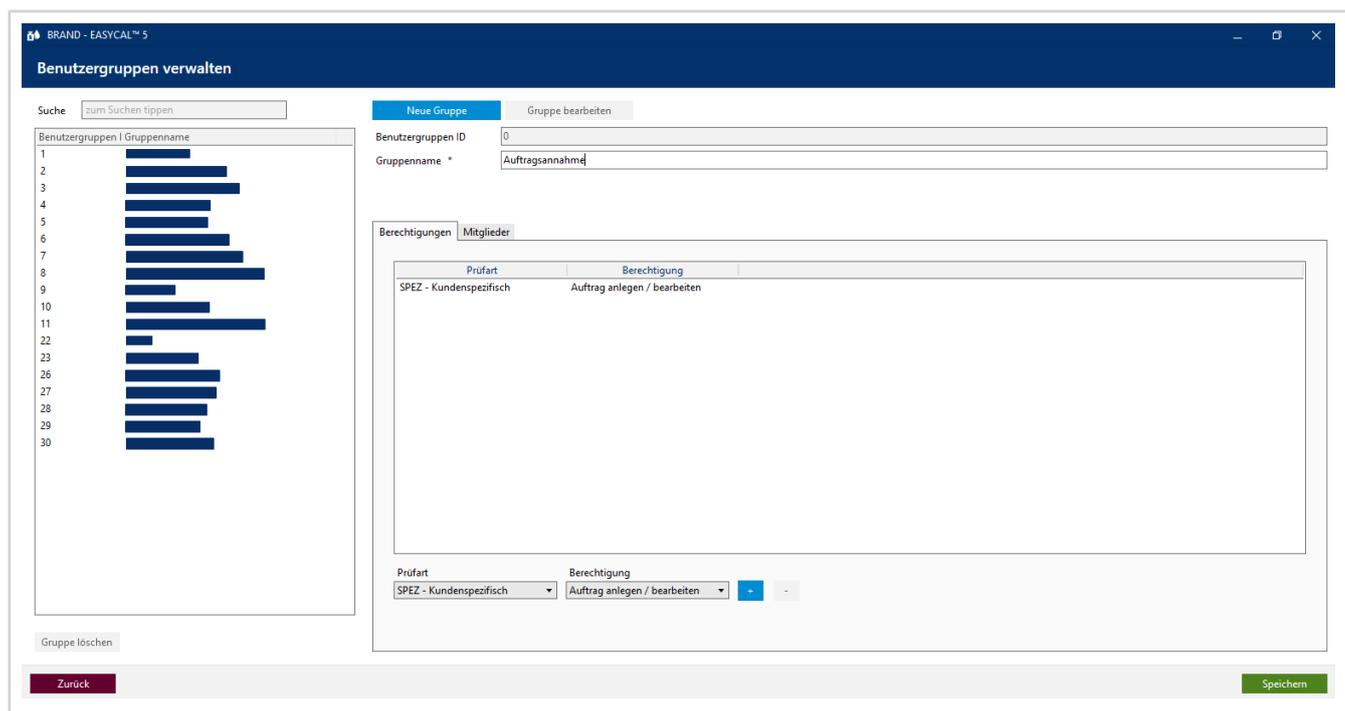 BRAND - EASYCAL™ 5
Benutzergruppen verwalten
Suche zum Suchen tippen
Neue Gruppe Gruppe bearbeiten
Benutzergruppen I Gruppenname
Benutzergruppen ID 0
Gruppenname * Auftragsannahme
1
2
3
4
5
6
7
8
9
10
11
22
23
26
27
28
29
30
Berechtigungen Mitglieder
Prüfart Berechtigung
SPEZ - Kundenspezifisch Auftrag anlegen / bearbeiten
Prüfart Berechtigung
SPEZ - Kundenspezifisch Auftrag anlegen / bearbeiten + -
Gruppe löschen
Zurück Speichern